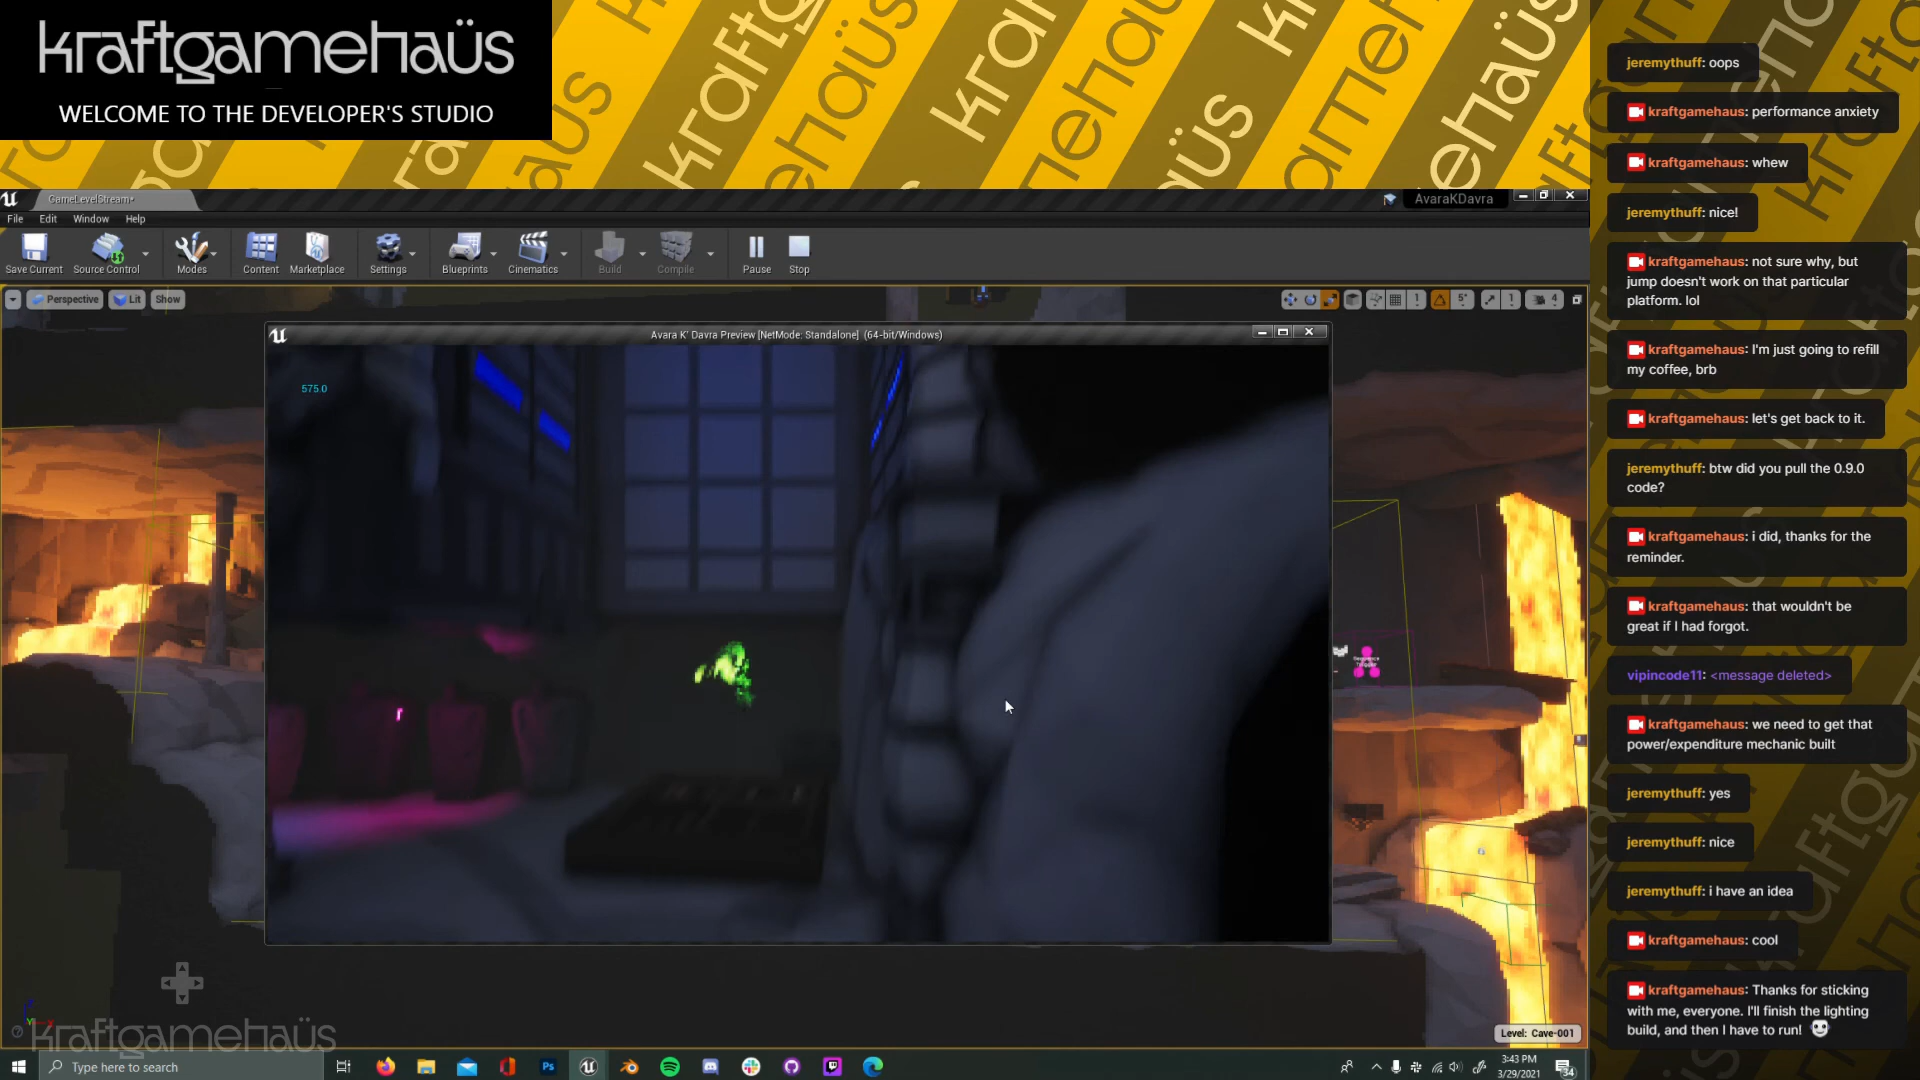 kraftgamehaüs
WELCOME TO THE DEVELOPER'S STUDIO
GameLevelStream*
AvaraKDavra
File Edit Window Help
Save Current Source Control Modes Content Marketplace Settings Blueprints Cinematics Build Compile Pause Stop
Perspective Lit Show
1 5° 1 4
Avara K' Davra Preview [NetMode: Standalone] (64-bit/Windows)
575.0
Level: Cave-001
kraftgamehaüs
Type here to search
Ps
3:43 PM
3/29/2021
34
jeremythuff: oops
kraftgamehaus: performance anxiety
kraftgamehaus: whew
jeremythuff: nice!
kraftgamehaus: not sure why, but
jump doesn't work on that particular
platform. lol
kraftgamehaus: I'm just going to refill
my coffee, brb
kraftgamehaus: let's get back to it.
jeremythuff: btw did you pull the 0.9.0
code?
kraftgamehaus: i did, thanks for the
reminder.
kraftgamehaus: that wouldn't be
great if I had forgot.
vipincode11: <message deleted>
kraftgamehaus: we need to get that
power/expenditure mechanic built
jeremythuff: yes
jeremythuff: nice
jeremythuff: i have an idea
kraftgamehaus: cool
kraftgamehaus: Thanks for sticking
with me, everyone. I'll finish the lighting
build, and then I have to run!